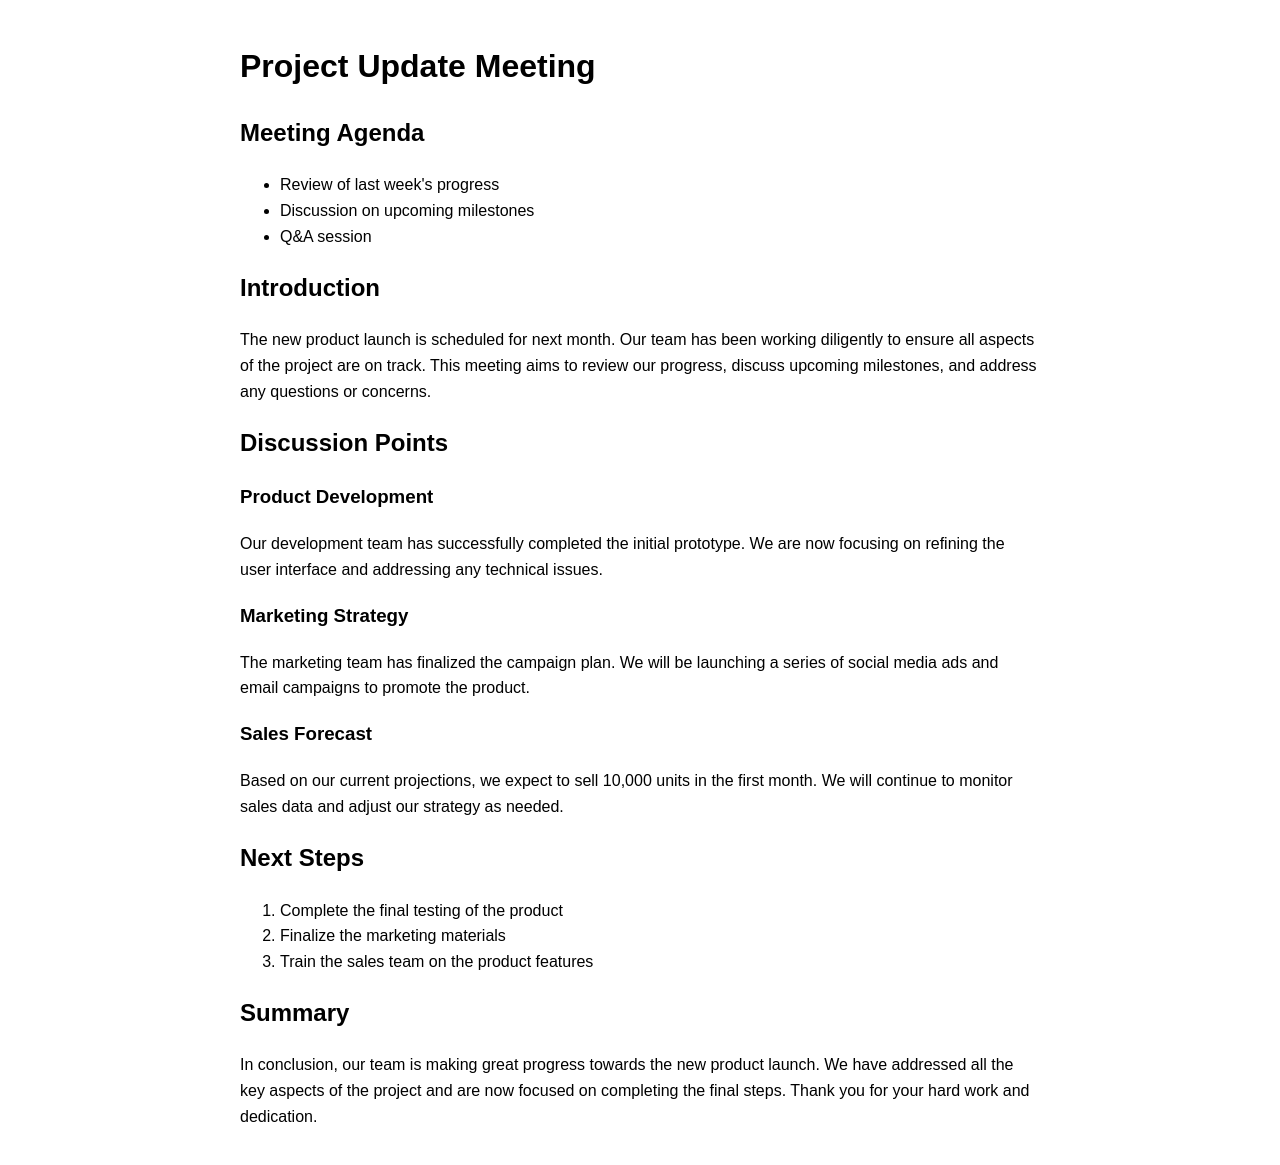 Project Update Meeting
Meeting Agenda
• Review of last week's progress
• Discussion on upcoming milestones
• Q&A session
Introduction
The new product launch is scheduled for next month. Our team has been working diligently to ensure all aspects
of the project are on track. This meeting aims to review our progress, discuss upcoming milestones, and address
any questions or concerns.
Discussion Points
Product Development
Our development team has successfully completed the initial prototype. We are now focusing on refining the
user interface and addressing any technical issues.
Marketing Strategy
The marketing team has finalized the campaign plan. We will be launching a series of social media ads and
email campaigns to promote the product.
Sales Forecast
Based on our current projections, we expect to sell 10,000 units in the first month. We will continue to monitor
sales data and adjust our strategy as needed.
Next Steps
1. Complete the final testing of the product
2. Finalize the marketing materials
3. Train the sales team on the product features
Summary
In conclusion, our team is making great progress towards the new product launch. We have addressed all the
key aspects of the project and are now focused on completing the final steps. Thank you for your hard work and
dedication.